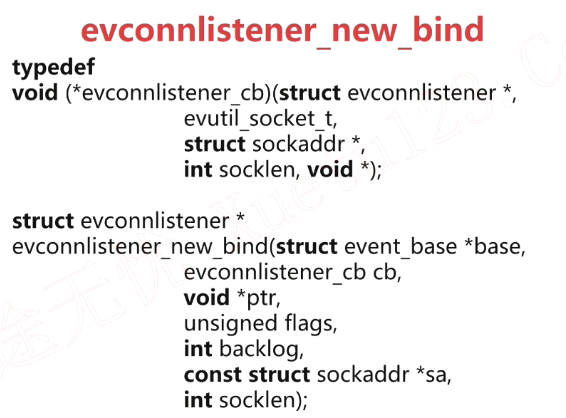 evconnlistener_new_bind
typedef
void (*evconnlistener_cb)(struct evconnlistener *,
evutil_socket_t,
struct sockaddr *,
int socklen, void *);
struct evconnlistener *
evconnlistener_new_bind(struct event_base *base,
evconnlistener_cb cb,
void *ptr,
unsigned flags,
int backlog,
const struct sockaddr *sa,
int socklen);